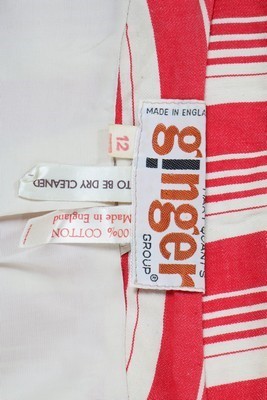 MADE IN ENGLAND
MARY QUANT'S
ginger
GROUP®
12
TO BE DRY CLEANED
100% COTTON
Made in England